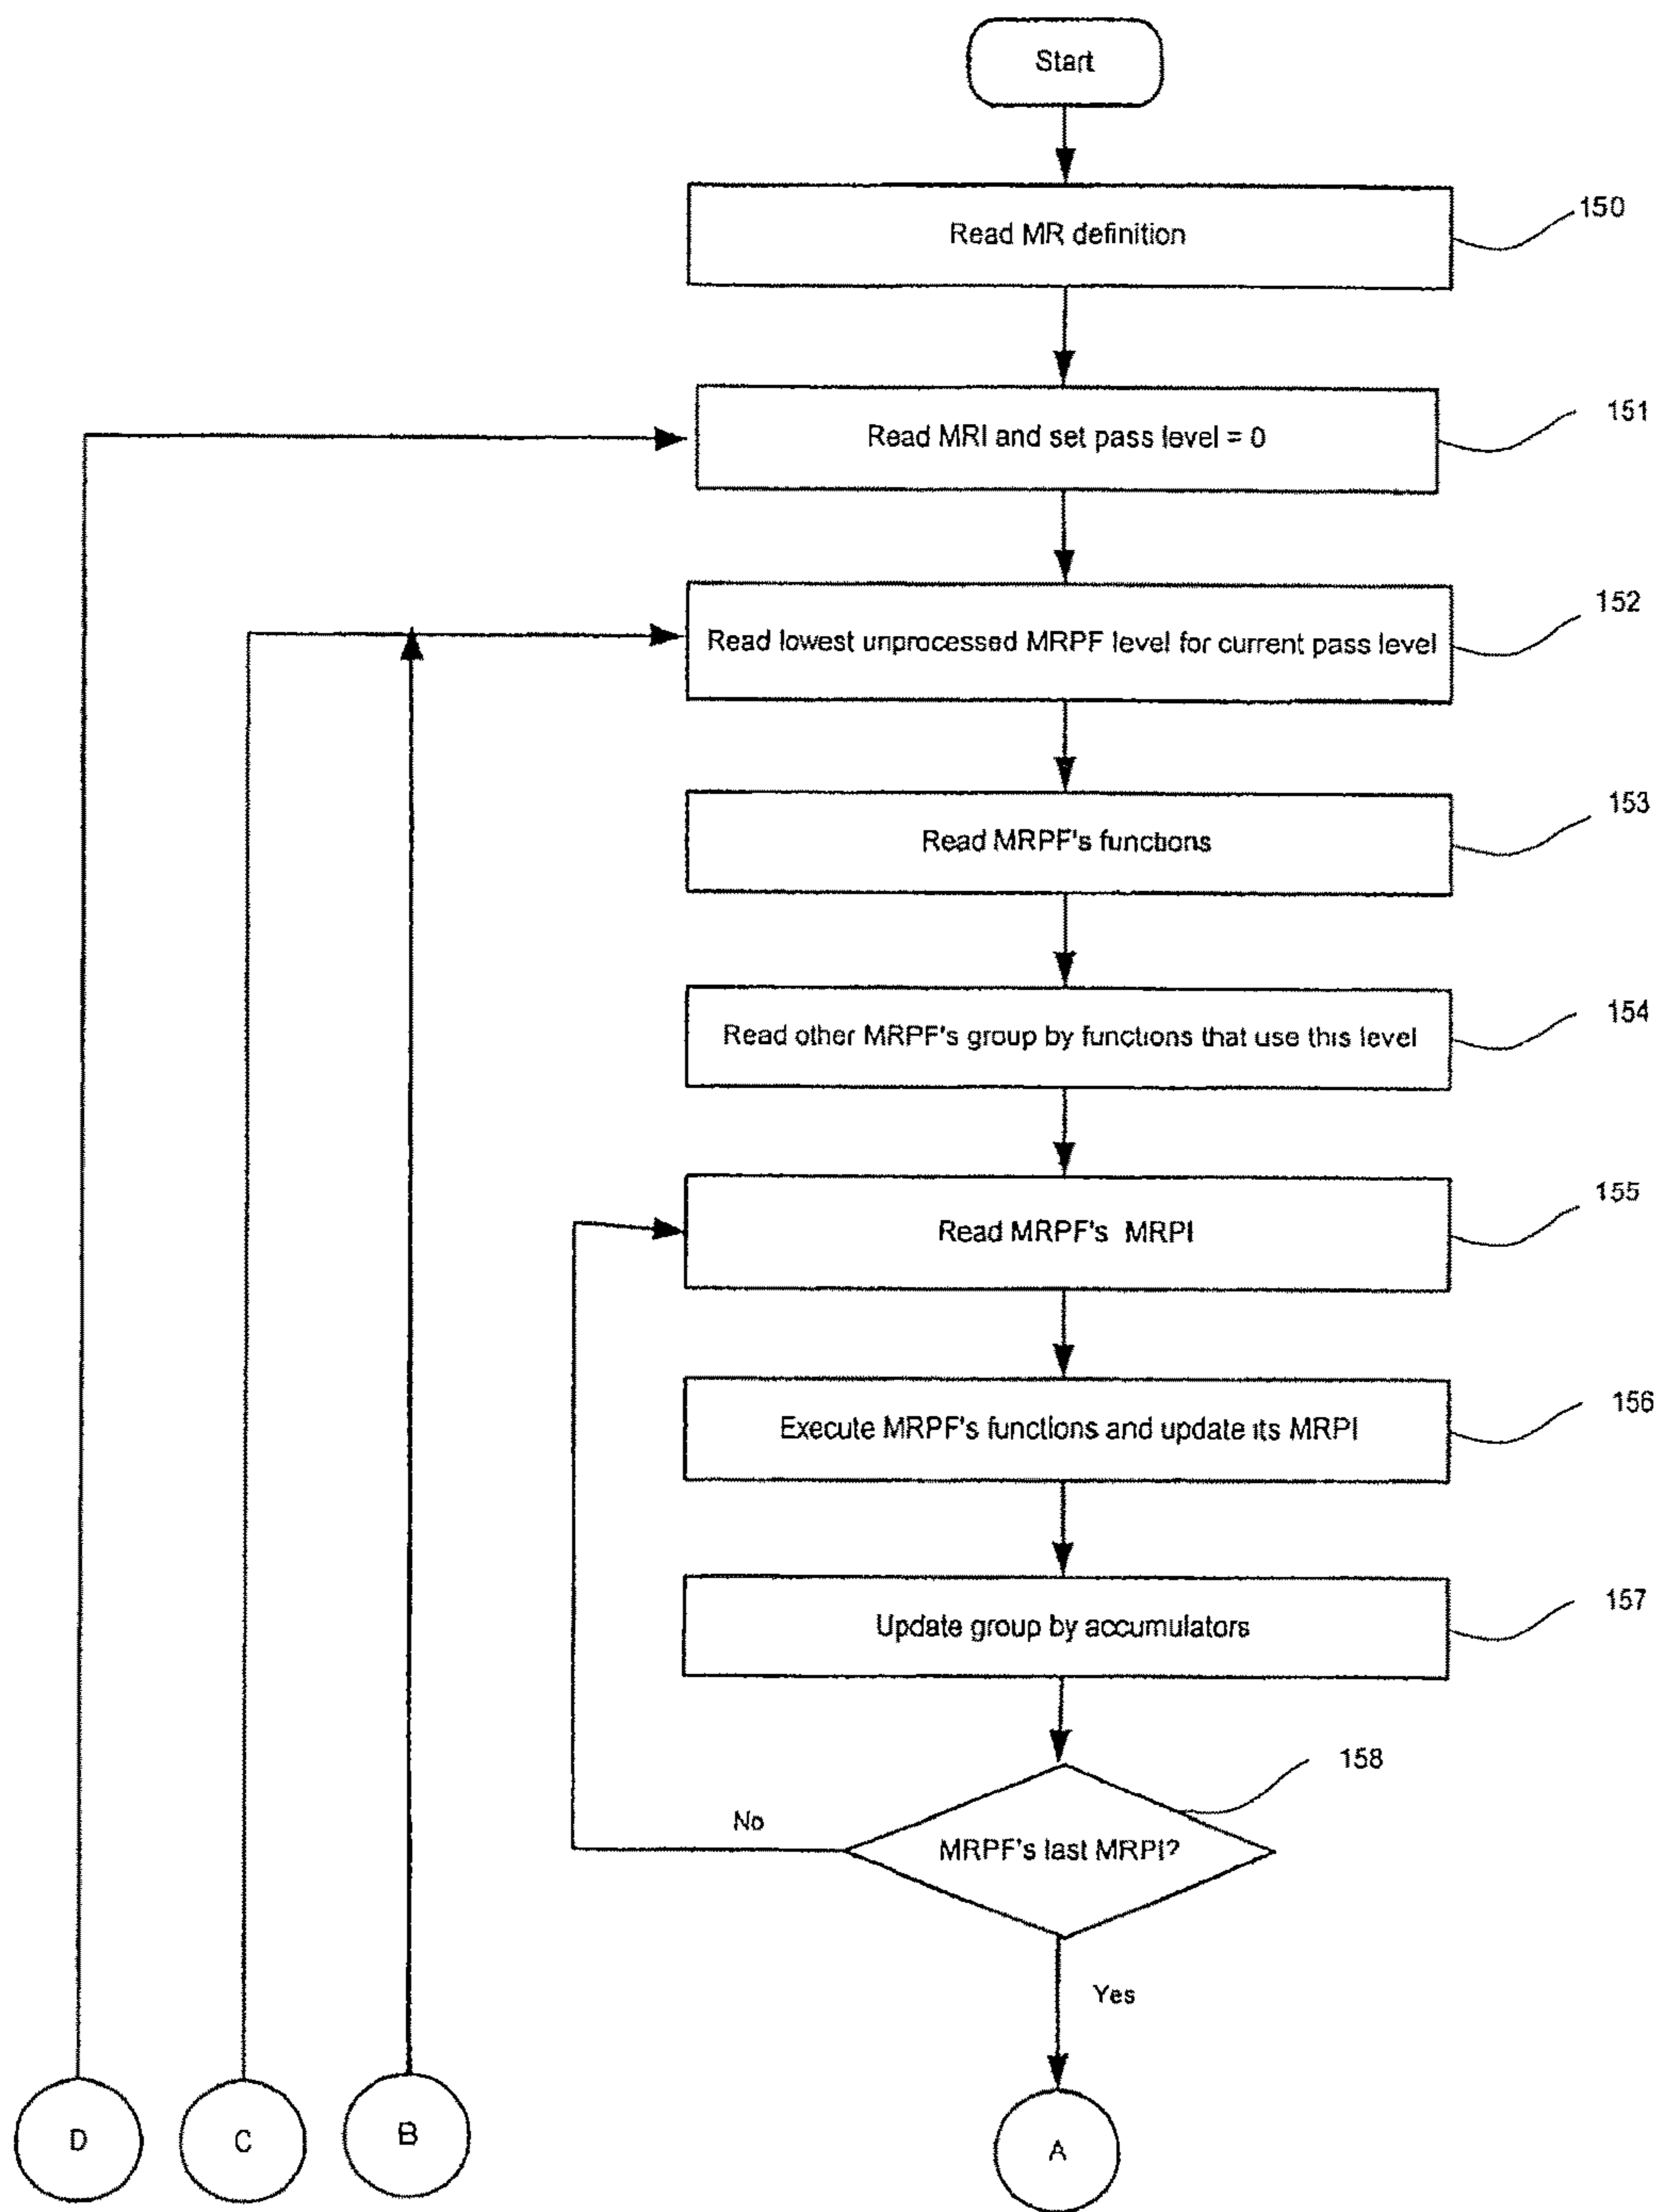 Start
Read MR definition
150
Read MRI and set pass level = 0
151
Read lowest unprocessed MRPF level for current pass level
152
Read MRPF's functions
153
Read other MRPF's group by functions that use this level
154
Read MRPF's MRPI
155
Execute MRPF's functions and update its MRPI
156
Update group by accumulators
157
158
No
MRPF's last MRPI?
Yes
D
C
B
A